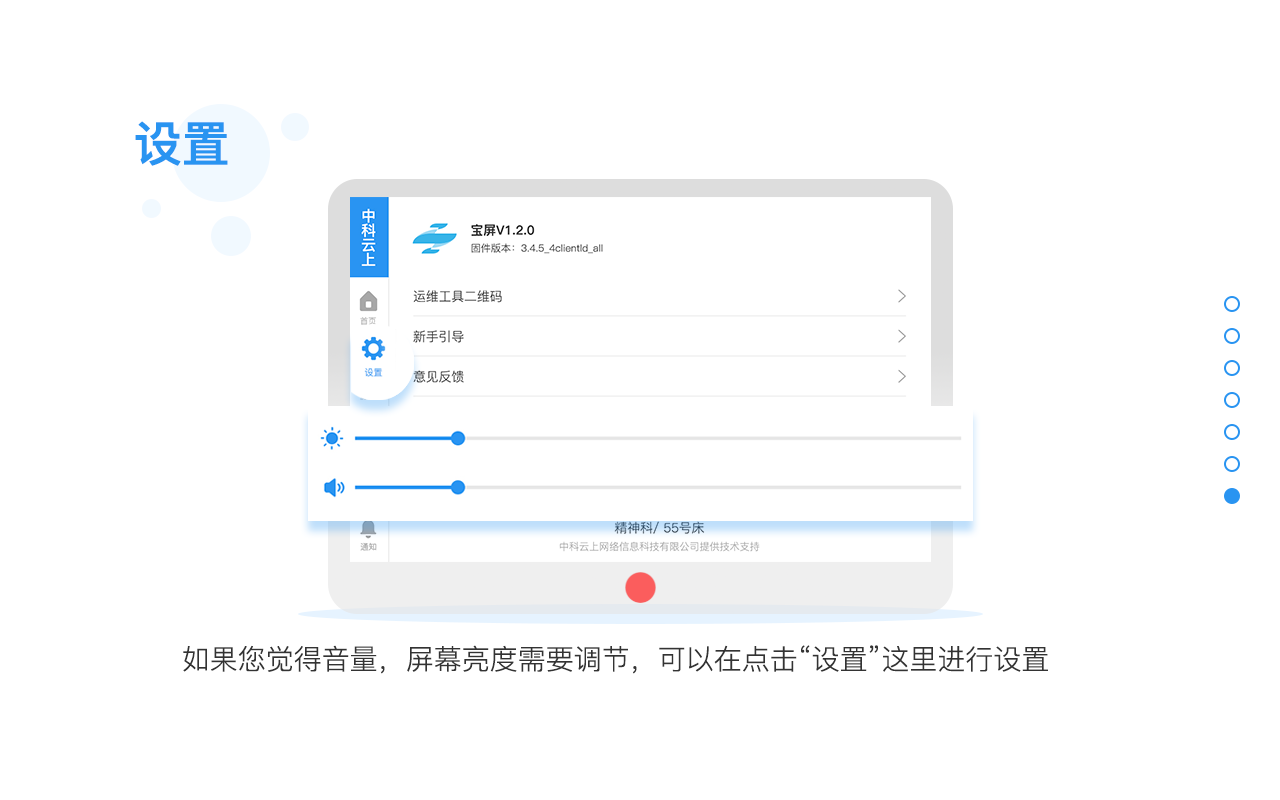 设置
中科云上
宝屏V1.2.0
固件版本：3.4.5_4clientId_all
首页
运维工具二维码
新手引导
设置
意见反馈
精神科/ 55号床
通知
中科云上网络信息科技有限公司提供技术支持
如果您觉得音量，屏幕亮度需要调节，可以在点击“设置”这里进行设置